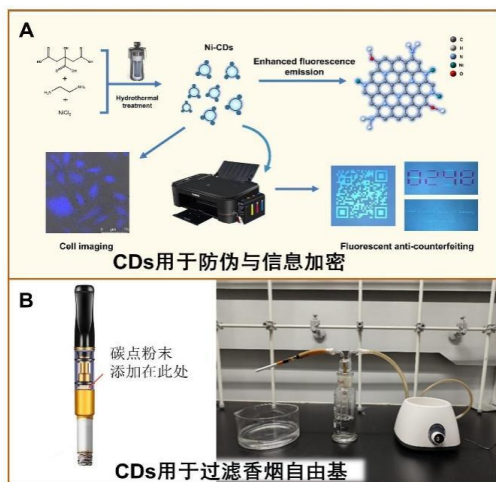 A
Ni-CDs
Enhanced fluorescence
emission
Hydrothermal
treatment
NiCl₂
C
H
N
Ni
O
Cell imaging
Fluorescent anti-counterfeiting
CDs用于防伪与信息加密
B
碳点粉末
添加在此处
CDs用于过滤香烟自由基